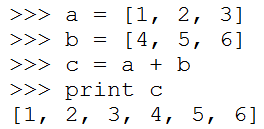 >>> a = [1, 2, 3]
>>> b = [4, 5, 6]
>>> c = a + b
>>> print c
[1, 2, 3, 4, 5, 6]